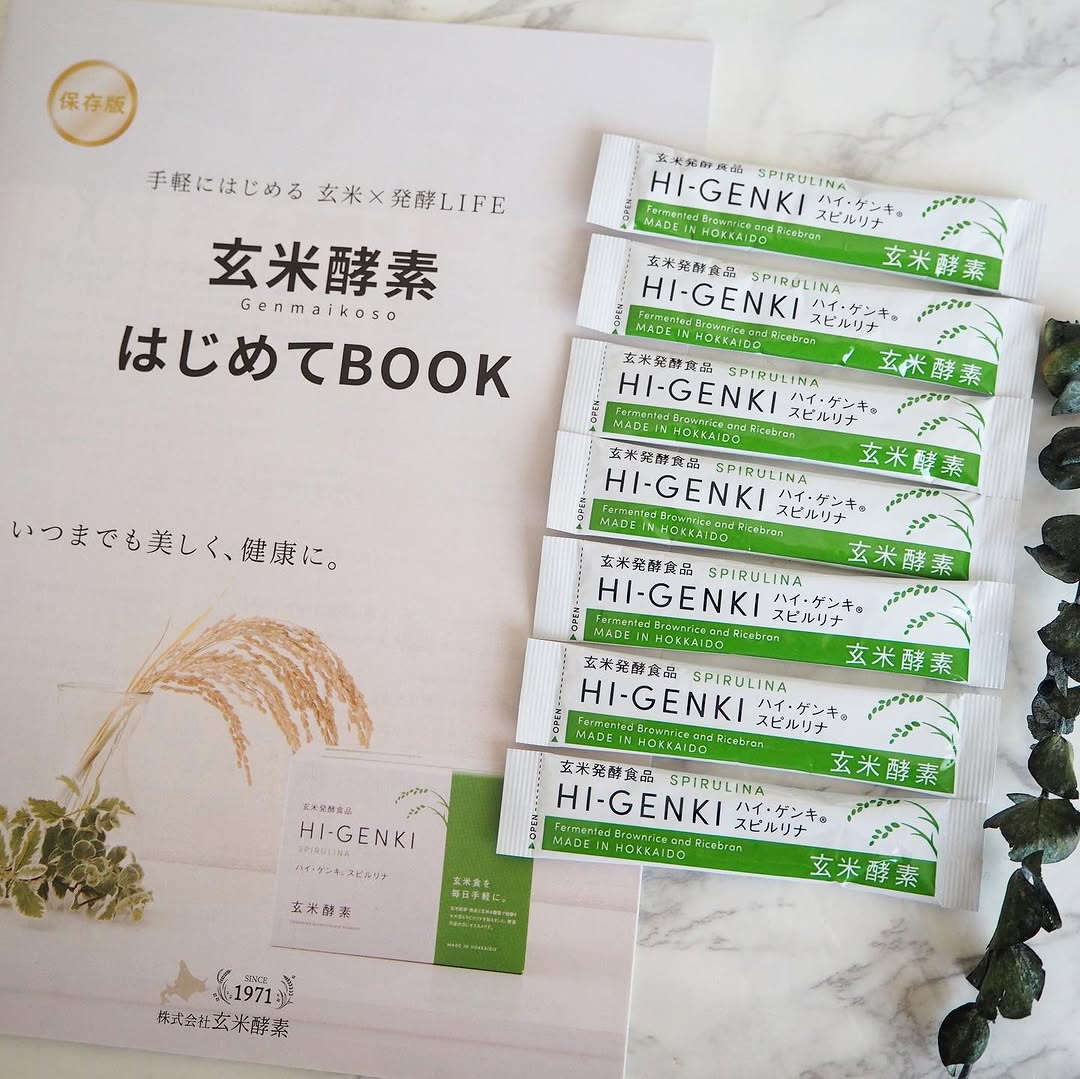 保存版
手軽にはじめる 玄米×発酵LIFE
玄米酵素
Genmaikoso
はじめてBOOK
いつまでも美しく、健康に。
玄米発酵食品
HI-GENKI
SPIRULINA
ハイ・ゲンキ® スピルリナ
玄米酵素
玄米食を
毎日手軽に。
MADE IN HOKKAIDO
SINCE
1971
株式会社玄米酵素
玄米発酵食品 SPIRULINA
HI-GENKI ハイ・ゲンキ®
スピルリナ
OPEN
Fermented Brownrice and Ricebran
MADE IN HOKKAIDO
玄米酵素
玄米発酵食品 SPIRULINA
HI-GENKI ハイ・ゲンキ®
スピルリナ
OPEN
Fermented Brownrice and Ricebran
MADE IN HOKKAIDO
玄米酵素
玄米発酵食品 SPIRULINA
HI-GENKI ハイ・ゲンキ®
スピルリナ
OPEN
Fermented Brownrice and Ricebran
MADE IN HOKKAIDO
玄米酵素
玄米発酵食品 SPIRULINA
HI-GENKI ハイ・ゲンキ®
スピルリナ
OPEN
Fermented Brownrice and Ricebran
MADE IN HOKKAIDO
玄米酵素
玄米発酵食品 SPIRULINA
HI-GENKI ハイ・ゲンキ®
スピルリナ
OPEN
Fermented Brownrice and Ricebran
MADE IN HOKKAIDO
玄米酵素
玄米発酵食品 SPIRULINA
HI-GENKI ハイ・ゲンキ®
スピルリナ
OPEN
Fermented Brownrice and Ricebran
MADE IN HOKKAIDO
玄米酵素
玄米発酵食品 SPIRULINA
HI-GENKI ハイ・ゲンキ®
スピルリナ
OPEN
Fermented Brownrice and Ricebran
MADE IN HOKKAIDO
玄米酵素